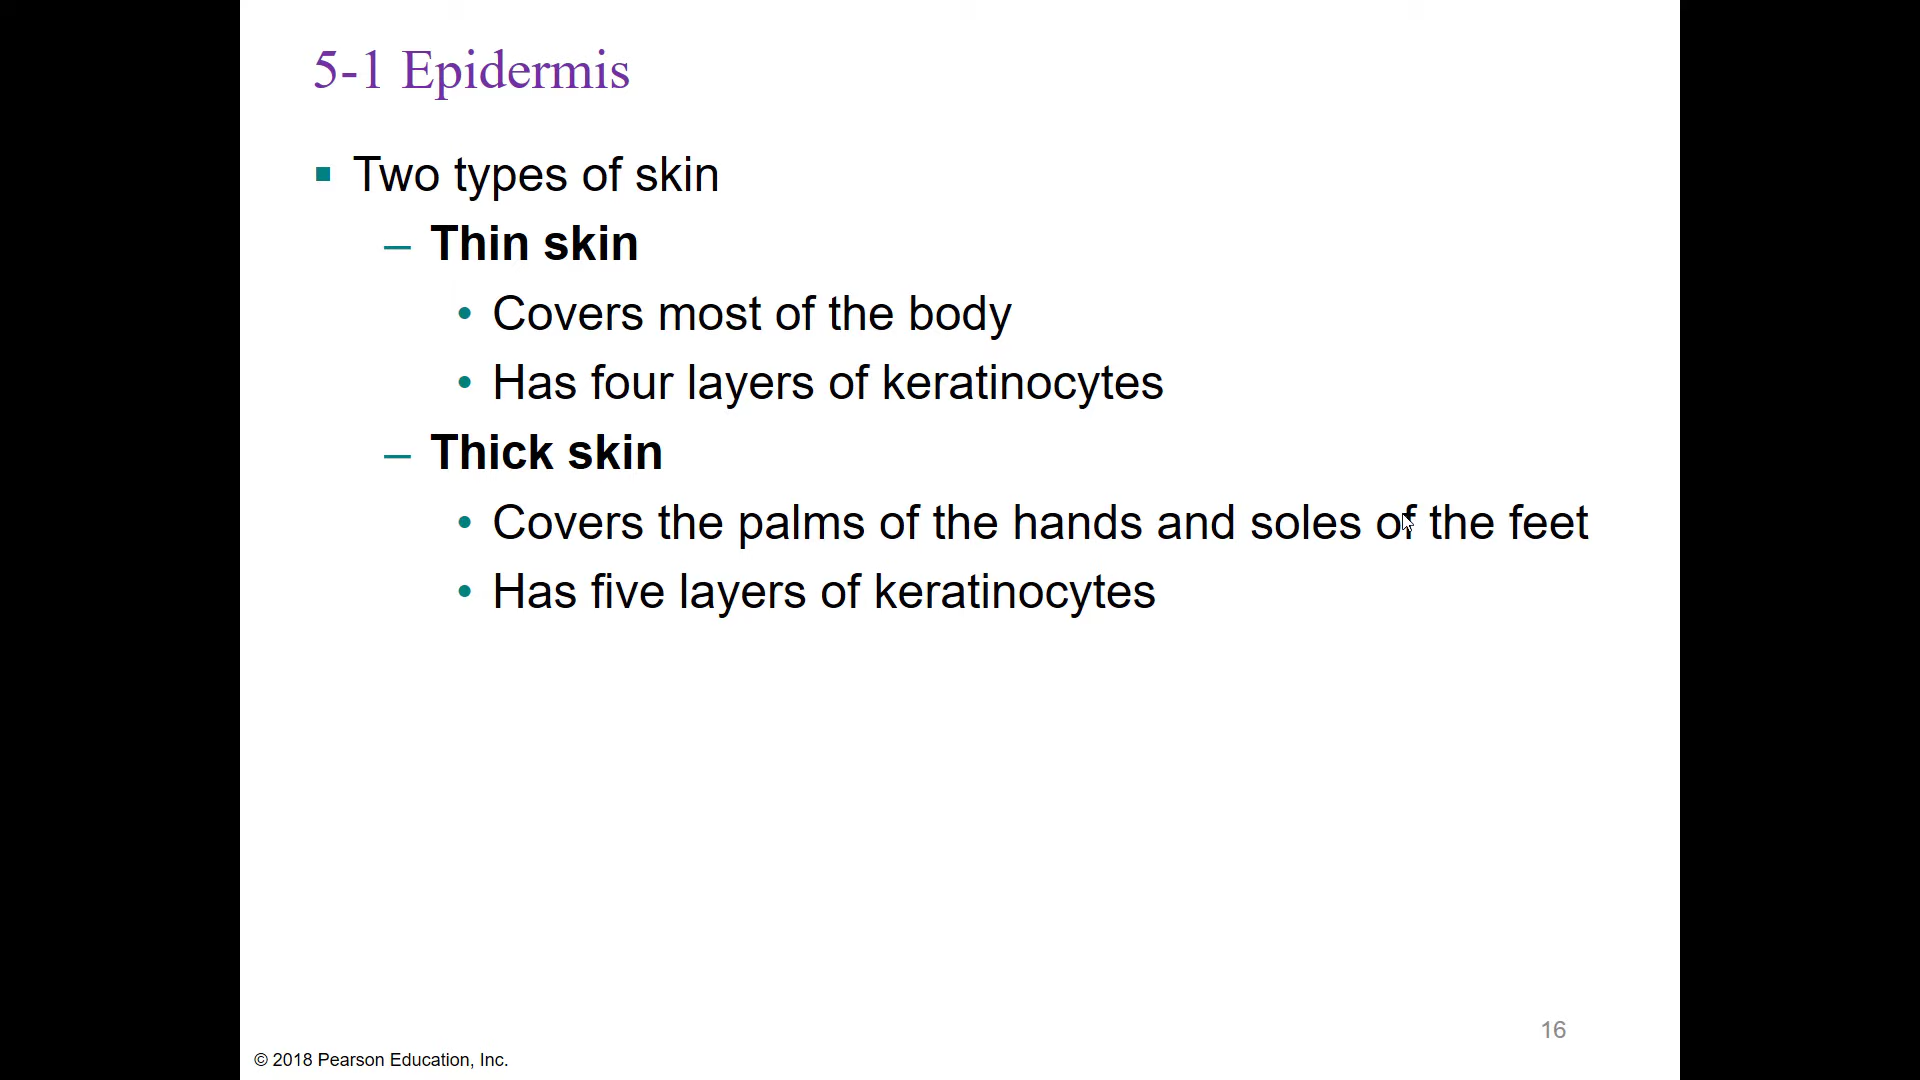 5-1 Epidermis
▪ Two types of skin
– Thin skin
• Covers most of the body
• Has four layers of keratinocytes
– Thick skin
• Covers the palms of the hands and soles of the feet
• Has five layers of keratinocytes
16
© 2018 Pearson Education, Inc.